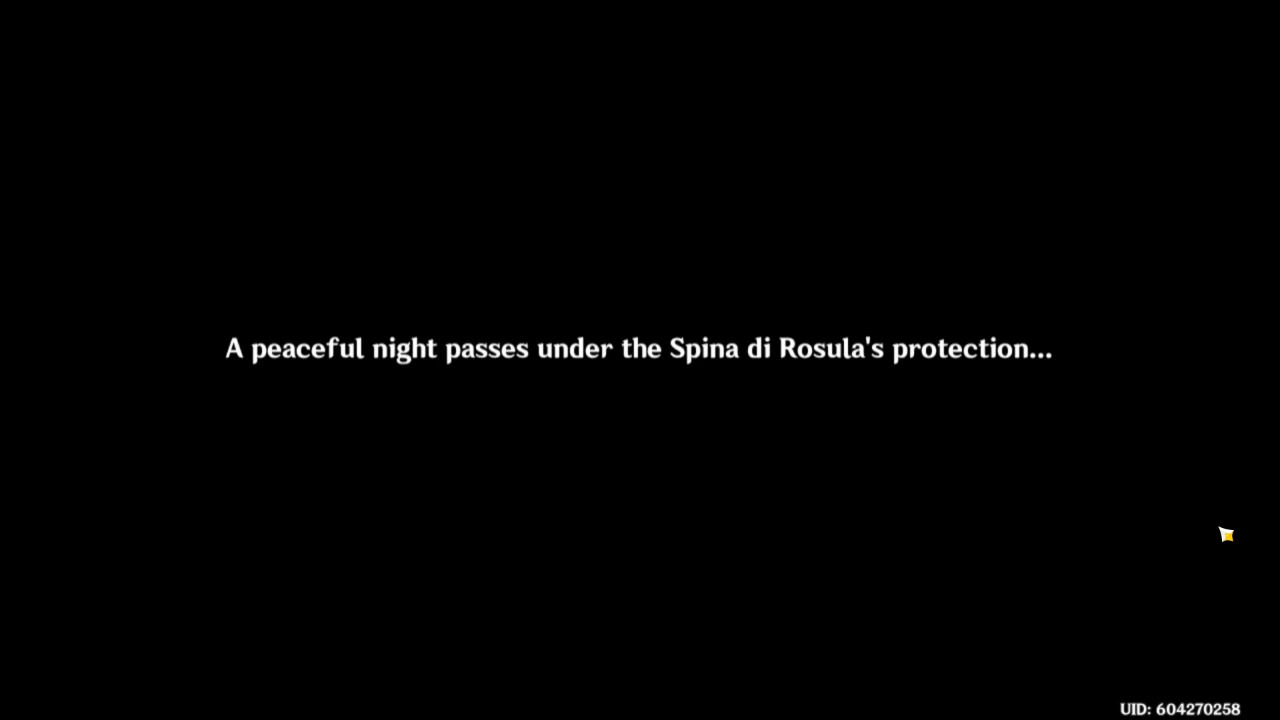 A peaceful night passes under the Spina di Rosula's protection...
UID: 604270258